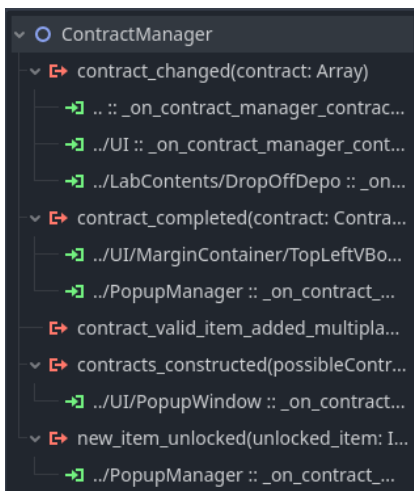 ContractManager
contract_changed(contract: Array)
.. :: _on_contract_manager_contrac...
../UI :: _on_contract_manager_cont...
../LabContents/DropOffDepo :: _on...
contract_completed(contract: Contra...
../UI/MarginContainer/TopLeftVBo...
../PopupManager :: _on_contract_...
contract_valid_item_added_multipla...
contracts_constructed(possibleContr...
../UI/PopupWindow :: _on_contract...
new_item_unlocked(unlocked_item: I...
../PopupManager :: _on_contract_...